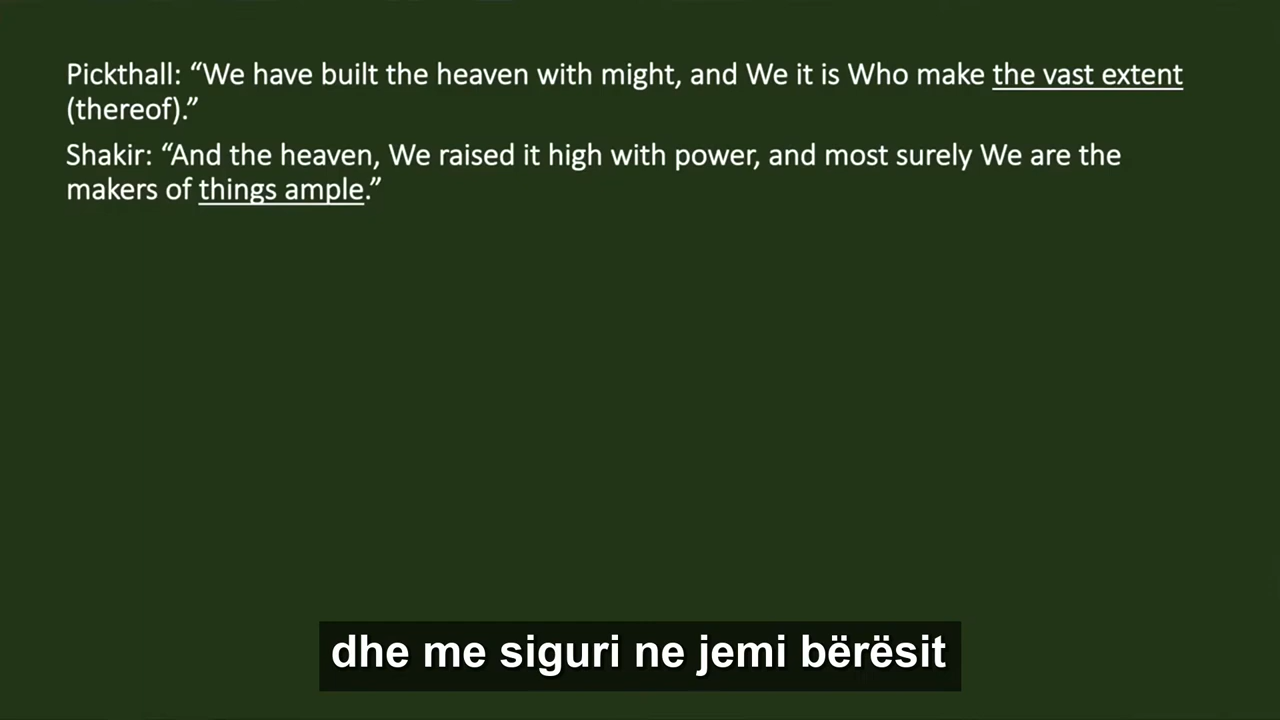 Pickthall: “We have built the heaven with might, and We it is Who make the vast extent
(thereof).”
Shakir: “And the heaven, We raised it high with power, and most surely We are the
makers of things ample.”
dhe me siguri ne jemi bërësit